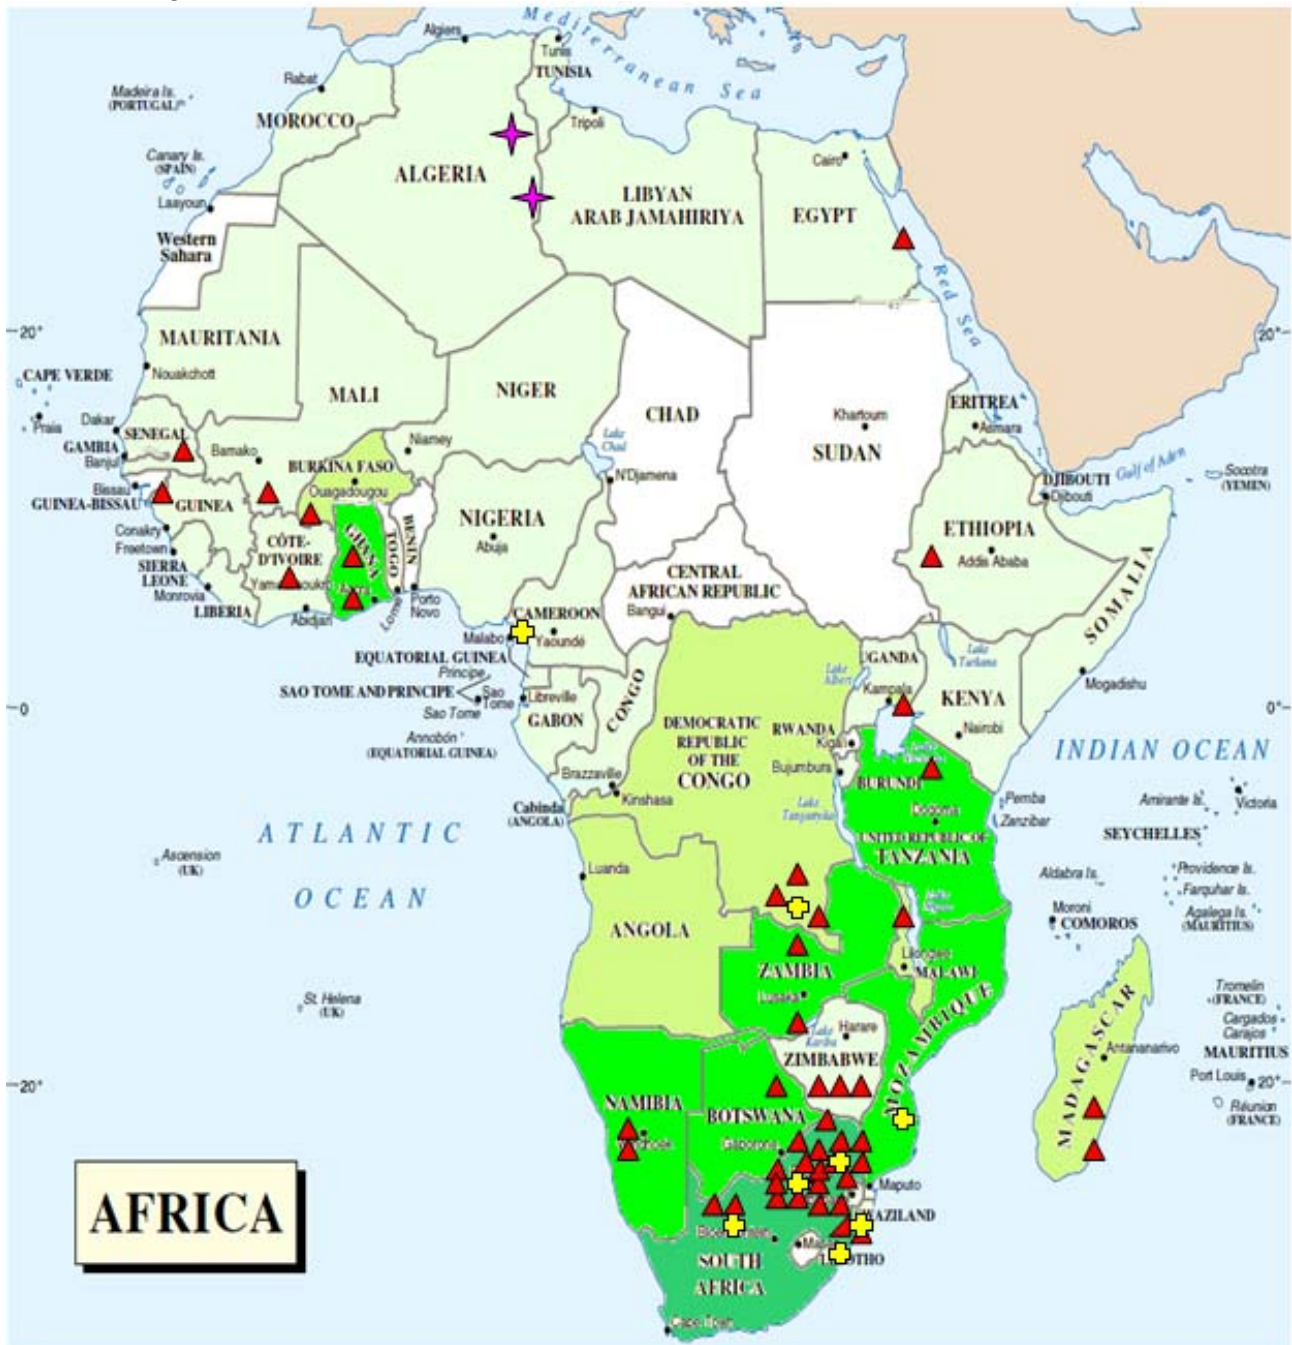 Mediterranean Sea
Algiers
Tunis
TUNISIA
Rabat
Madeira Is.
(PORTUGAL)
MOROCCO
Tripoli
Canary Is.
(SPAIN)
Laayoun
Cairo
ALGERIA
LIBYAN
ARAB JAMAHIRIYA
EGYPT
Western
Sahara
Red Sea
20°
20°
MAURITANIA
Nouakchott
CAPE VERDE
Praia
MALI
NIGER
CHAD
Khartoum
SUDAN
ERITREA
Asmara
Dakar
SENEGAL
GAMBIA
Banjul
Bamako
Niamey
Lake
Chad
N'Djamena
BURKINA FASO
Ouagadougou
Bissau
GUINEA-BISSAU
GUINEA
DJIBOUTI
Djibouti
Gulf of Aden
Socotra
(YEMEN)
Conakry
Freetown
SIERRA
LEONE
Monrovia
LIBERIA
CÔTE-
D'IVOIRE
Abidjan
GHANA
TOGO
BENIN
Lome
Porto
Novo
NIGERIA
Abuja
ETHIOPIA
Addis Ababa
SOMALIA
CENTRAL
AFRICAN REPUBLIC
Bangui
CAMEROON
Malabo
Yaoundé
EQUATORIAL GUINEA
Principe
SAO TOME AND PRINCIPE
Sao
Tome
Sao Tome
Libreville
GABON
CONGO
Annobón
(EQUATORIAL GUINEA)
UGANDA
Lake
Albert
Kampala
Lake
Turkana
KENYA
Nairobi
Mogadishu
0
0°
DEMOCRATIC
REPUBLIC
OF THE
CONGO
RWANDA
Kigali
Bujumbura
BURUNDI
INDIAN OCEAN
Brazzaville
Kinshasa
Cabinda
(ANGOLA)
Lake
Tanganyika
Dodoma
UNITED REPUBLIC OF
TANZANIA
Pemba
Zanzibar
Amirante Is.
Victoria
SEYCHELLES
ATLANTIC
OCEAN
Ascension
(UK)
Luanda
Aldabra Is.
Providence Is.
Farquhar Is.
Agalega Is.
(MAURITIUS)
Moroni
COMOROS
ANGOLA
ZAMBIA
Lusaka
Lilongwe
MALAWI
St. Helena
(UK)
Lake
Kariba
Harare
ZIMBABWE
MOZAMBIQUE
MADAGASCAR
Antananarivo
Tromelin
(FRANCE)
Cargados
Carajos
MAURITIUS
Port Louis
20°
20°
Réunion
(FRANCE)
NAMIBIA
BOTSWANA
Gaborone
Maputo
LESOTHO
SOUTH
AFRICA
Cape Town
AFRICA